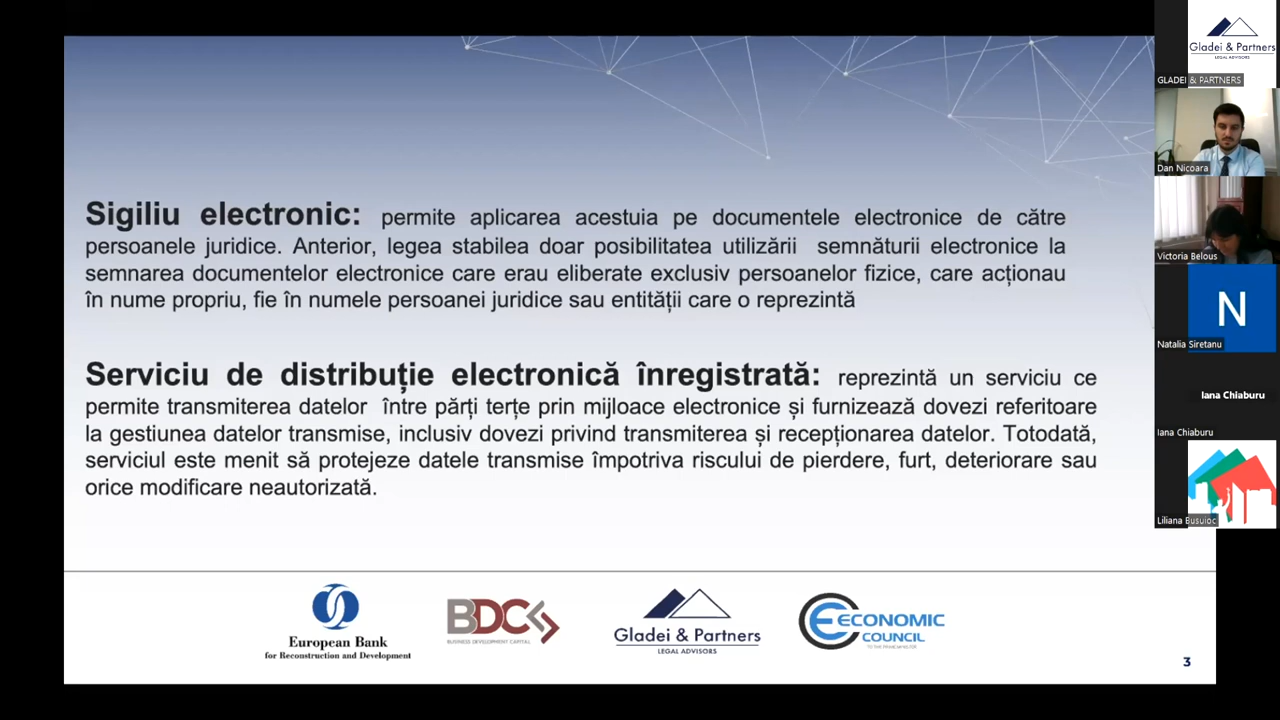 Sigiliu electronic: permite aplicarea acestuia pe documentele electronice de către
persoanele juridice. Anterior, legea stabilea doar posibilitatea utilizării semnăturii electronice la
semnarea documentelor electronice care erau eliberate exclusiv persoanelor fizice, care acționau
în nume propriu, fie în numele persoanei juridice sau entității care o reprezintă
Serviciu de distribuție electronică înregistrată: reprezintă un serviciu ce
permite transmiterea datelor între părți terțe prin mijloace electronice și furnizează dovezi referitoare
la gestiunea datelor transmise, inclusiv dovezi privind transmiterea și recepționarea datelor. Totodată,
serviciul este menit să protejeze datele transmise împotriva riscului de pierdere, furt, deteriorare sau
orice modificare neautorizată.
European Bank
for Reconstruction and Development
BDC
BUSINESS DEVELOPMENT CAPITAL
Gladei & Partners
LEGAL ADVISORS
ECONOMIC
COUNCIL
3
Gladei & Partners
LEGAL ADVISORS
GLADEI & PARTNERS
Dan Nicoara
Victoria Belous
N
Natalia Siretanu
Iana Chiaburu
Iana Chiaburu
Liliana Busuioc